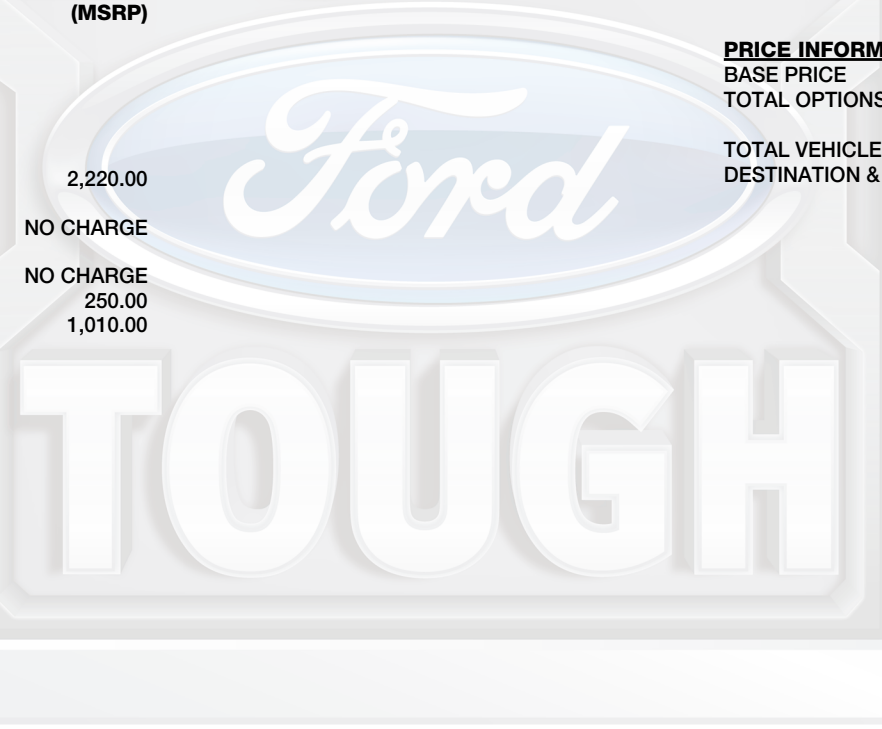 (MSRP)
2,220.00
NO CHARGE
NO CHARGE
250.00
1,010.00
PRICE INFORM
BASE PRICE
TOTAL OPTIONS
TOTAL VEHICLE
DESTINATION &
Ford
TOUGH